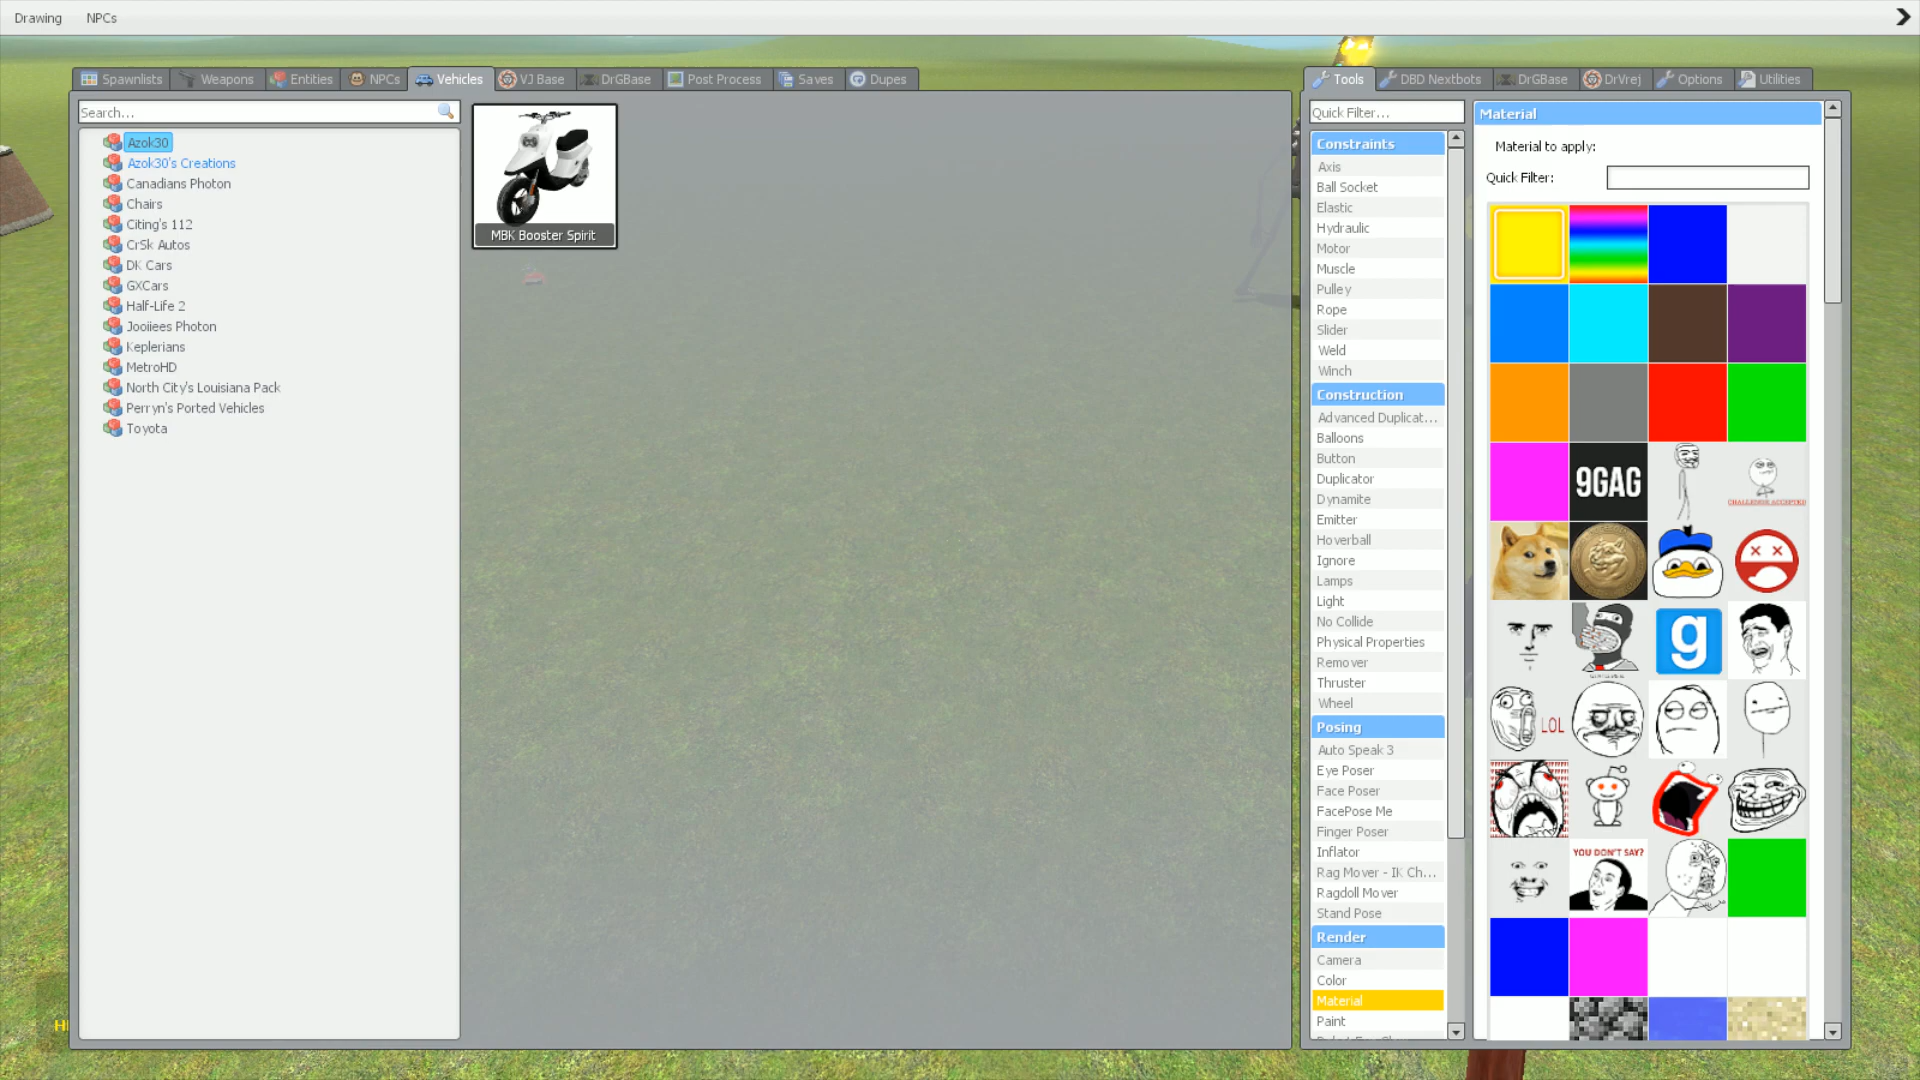 Drawing NPCs
Spawnlists Weapons Entities NPCs Vehicles VJ Base DrGBase Post Process Saves Dupes
Search...
Azok30
Azok30's Creations
Canadians Photon
Chairs
Citing's 112
CrSk Autos
DK Cars
GXCars
Half-Life 2
Jooiiees Photon
Keplerians
MetroHD
North City's Louisiana Pack
Perryn's Ported Vehicles
Toyota
MBK Booster Spirit
Tools DBD Nextbots DrGBase DrVrej Options Utilities
Quick Filter...
Constraints
Axis
Ball Socket
Elastic
Hydraulic
Motor
Muscle
Pulley
Rope
Slider
Weld
Winch
Construction
Advanced Duplicat...
Balloons
Button
Duplicator
Dynamite
Emitter
Hoverball
Ignore
Lamps
Light
No Collide
Physical Properties
Remover
Thruster
Wheel
Posing
Auto Speak 3
Eye Poser
Face Poser
FacePose Me
Finger Poser
Inflator
Rag Mover - IK Ch...
Ragdoll Mover
Stand Pose
Render
Camera
Color
Material
Paint
Material
Material to apply:
Quick Filter:
9GAG
CHALLENGE ACCEPTED
g
LOL
YOU DON'T SAY?